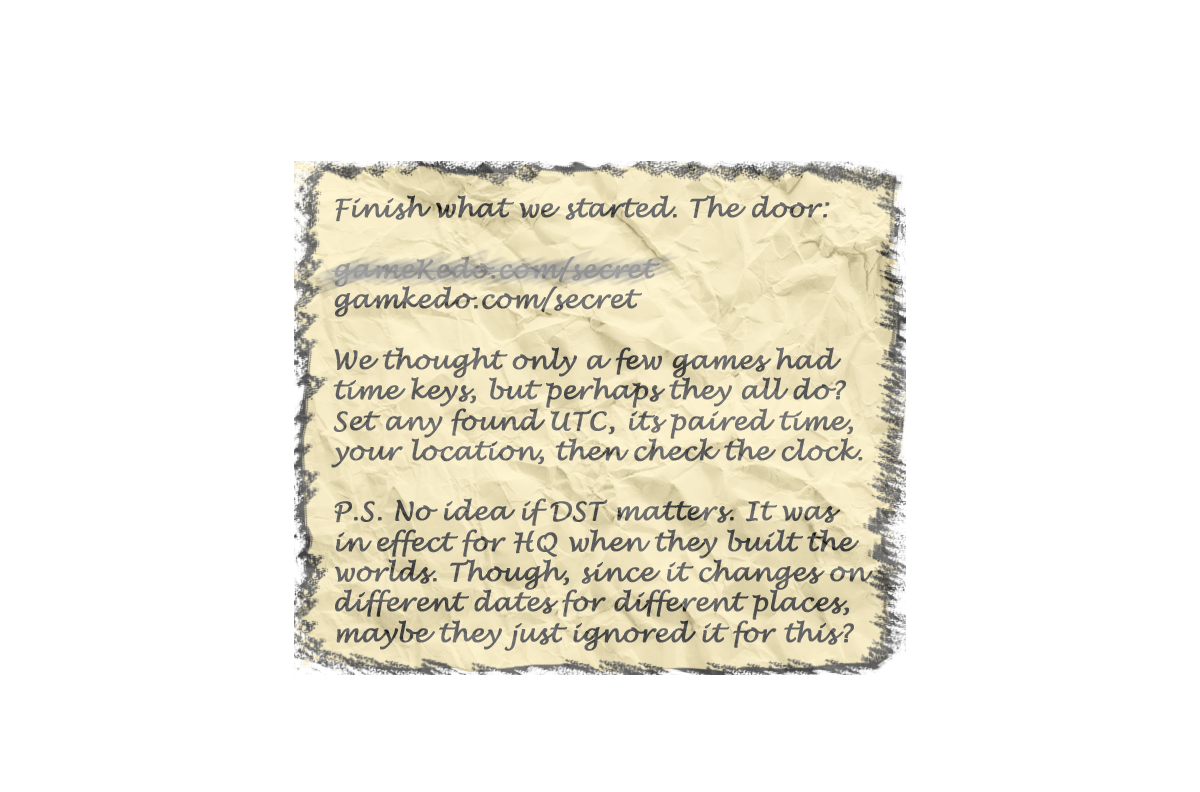 Finish what we started. The door:
gameKedo.com/secret
gamkedo.com/secret
We thought only a few games had
time keys, but perhaps they all do?
Set any found UTC, its paired time,
your location, then check the clock.
P.S. No idea if DST matters. It was
in effect for HQ when they built the
worlds. Though, since it changes on
different dates for different places,
maybe they just ignored it for this?